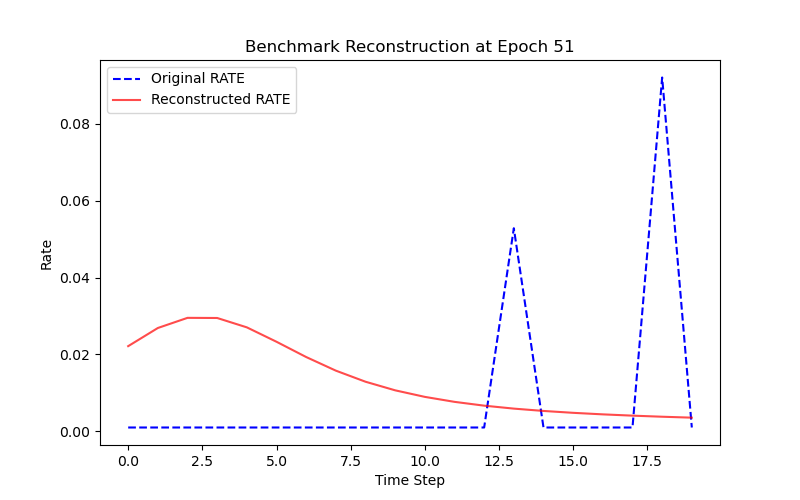 Benchmark Reconstruction at Epoch 51
Original RATE
Reconstructed RATE
0.08
0.06
0.04
0.02
0.00
Rate
0.0 2.5 5.0 7.5 10.0 12.5 15.0 17.5
Time Step